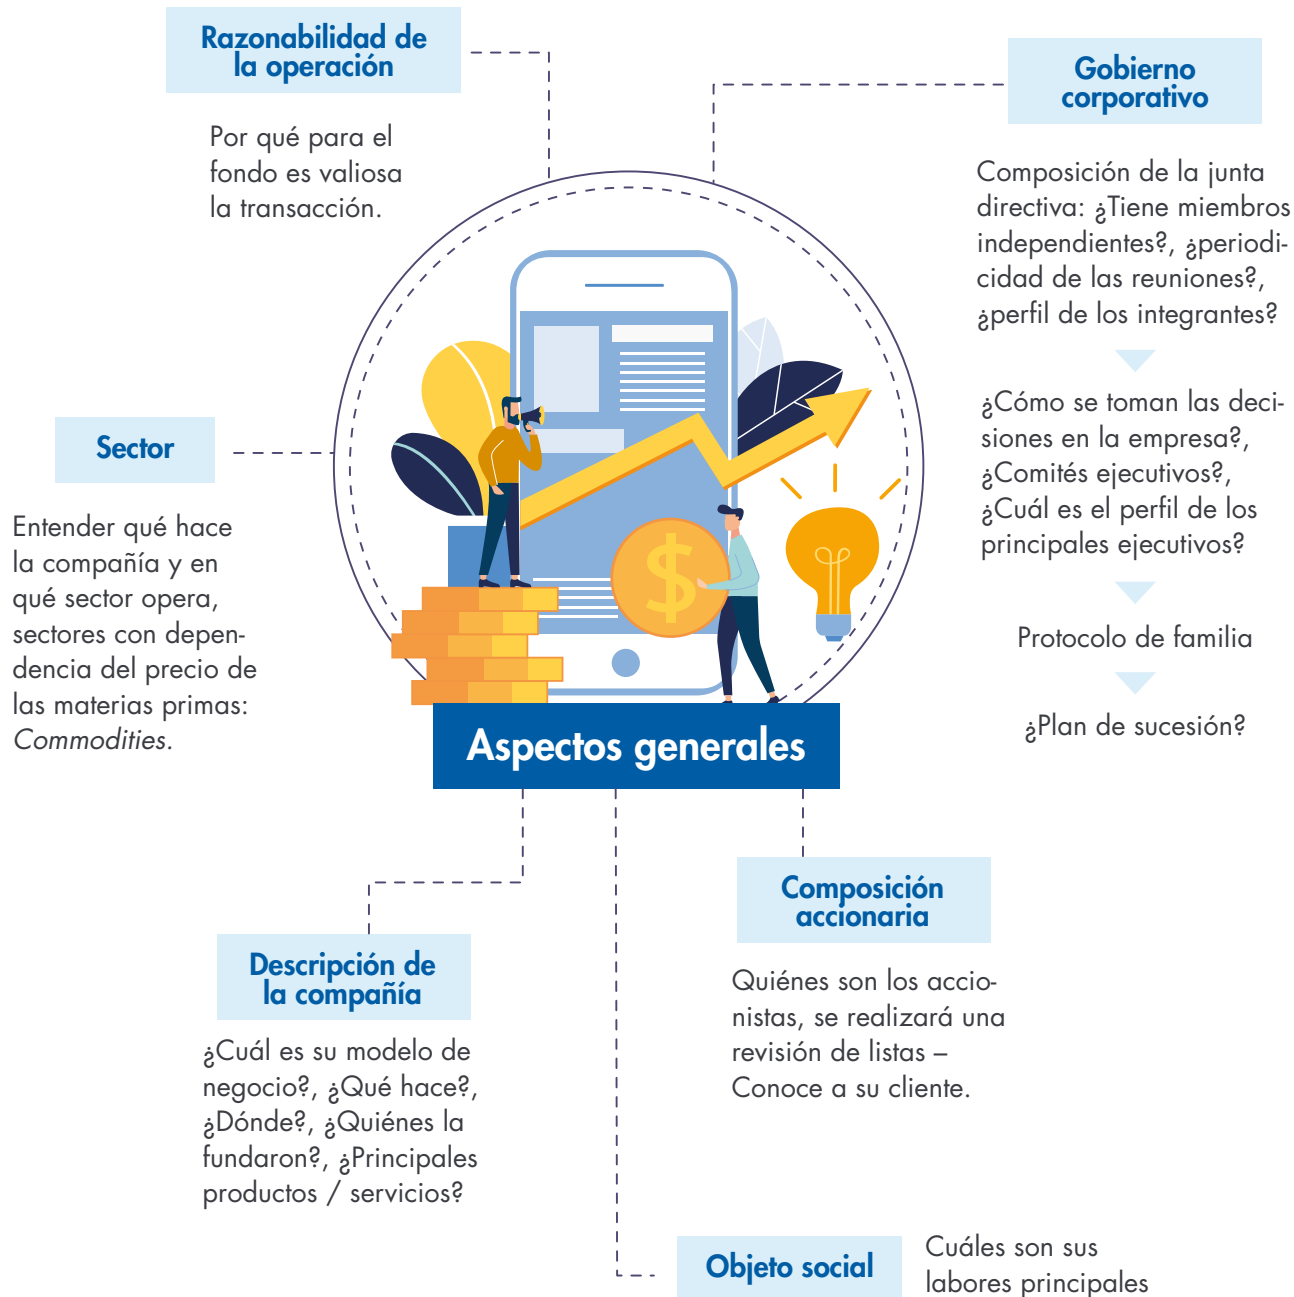 Razonabilidad de
la operación
Por qué para el
fondo es valiosa
la transacción.
Gobierno
corporativo
Composición de la junta
directiva: ¿Tiene miembros
independientes?, ¿periodi-
cidad de las reuniones?,
¿perfil de los integrantes?
¿Cómo se toman las deci-
siones en la empresa?,
¿Comités ejecutivos?,
¿Cuál es el perfil de los
principales ejecutivos?
Protocolo de familia
¿Plan de sucesión?
Sector
Entender qué hace
la compañía y en
qué sector opera,
sectores con depen-
dencia del precio de
las materias primas:
Commodities.
$
Aspectos generales
Descripción de
la compañía
¿Cuál es su modelo de
negocio?, ¿Qué hace?,
¿Dónde?, ¿Quiénes la
fundaron?, ¿Principales
productos / servicios?
Composición
accionaria
Quiénes son los accio-
nistas, se realizará una
revisión de listas –
Conoce a su cliente.
Objeto social
Cuáles son sus
labores principales